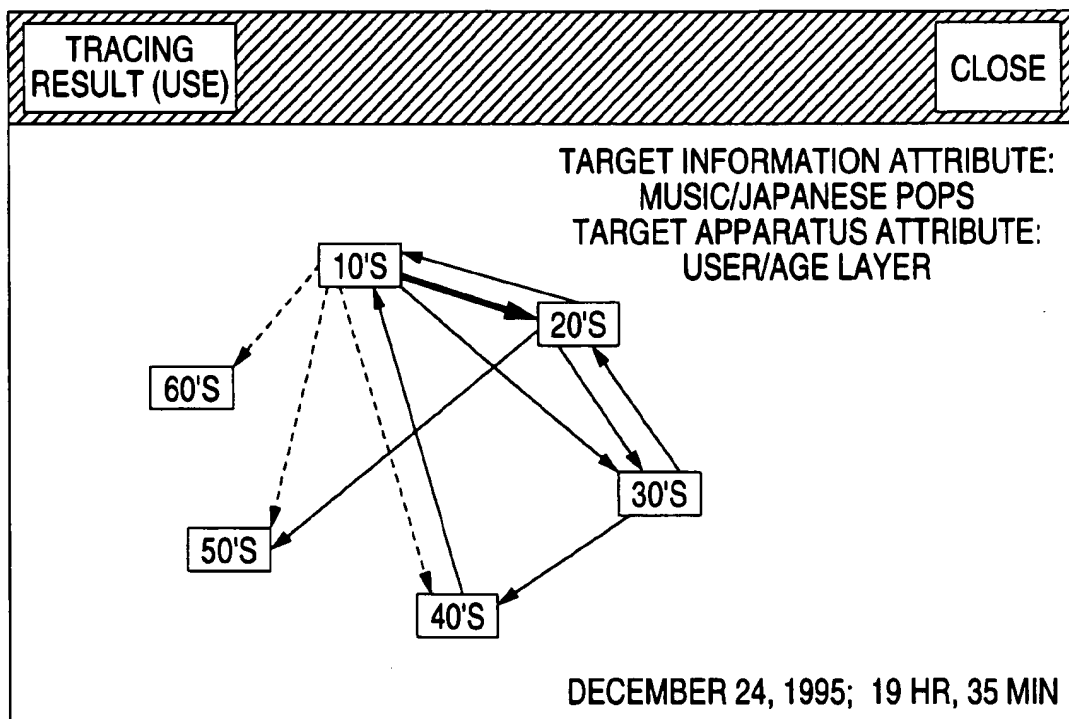 TRACING
RESULT (USE)
CLOSE
TARGET INFORMATION ATTRIBUTE:
MUSIC/JAPANESE POPS
TARGET APPARATUS ATTRIBUTE:
USER/AGE LAYER
10'S
20'S
60'S
30'S
50'S
40'S
DECEMBER 24, 1995; 19 HR, 35 MIN